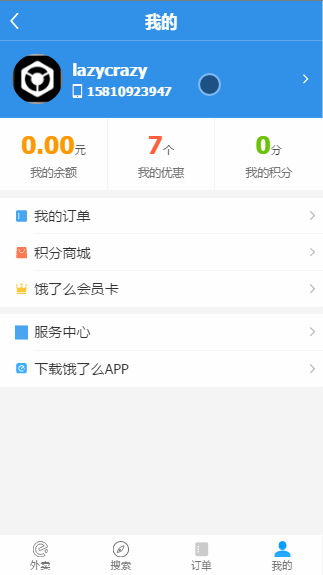 我的
lazycrazy
15810923947
0.00元
7个
0分
我的余额
我的优惠
我的积分
我的订单
积分商城
饿了么会员卡
服务中心
下载饿了么APP
外卖
搜索
订单
我的